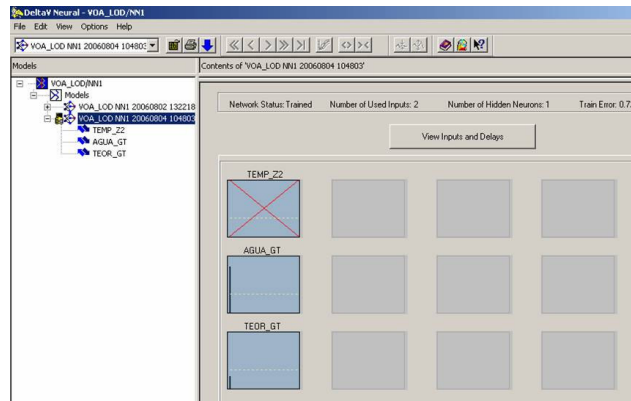 DeltaV Neural - VOA_LOD/NN1
File Edit View Options Help
VOA_LOD NN1 20060804 104803
Models
Contents of 'VOA_LOD NN1 20060804 104803'
VOA_LOD/NN1
Models
VOA_LOD NN1 20060802 132218
VOA_LOD NN1 20060804 104803
TEMP_Z2
AGUA_GT
TEOR_GT
Network Status: Trained Number of Used Inputs: 2 Number of Hidden Neurons: 1 Train Error: 0.7
View Inputs and Delays
TEMP_Z2
AGUA_GT
TEOR_GT